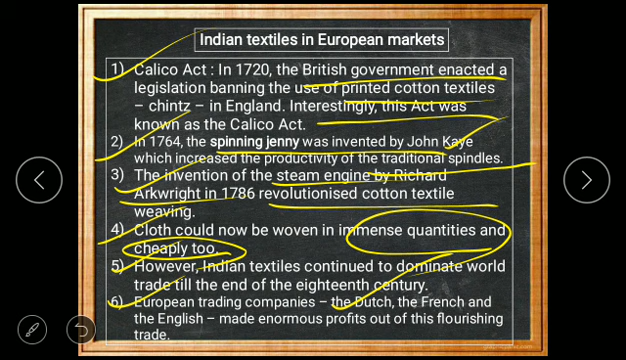 Indian textiles in European markets
1) Calico Act : In 1720, the British government enacted a
legislation banning the use of printed cotton textiles
– chintz – in England. Interestingly, this Act was
known as the Calico Act.
2) In 1764, the spinning jenny was invented by John Kaye
which increased the productivity of the traditional spindles.
3) The invention of the steam engine by Richard
Arkwright in 1786 revolutionised cotton textile
weaving.
4) Cloth could now be woven in immense quantities and
cheaply too.
5) However, Indian textiles continued to dominate world
trade till the end of the eighteenth century.
6) European trading companies – the Dutch, the French and
the English – made enormous profits out of this flourishing
trade.